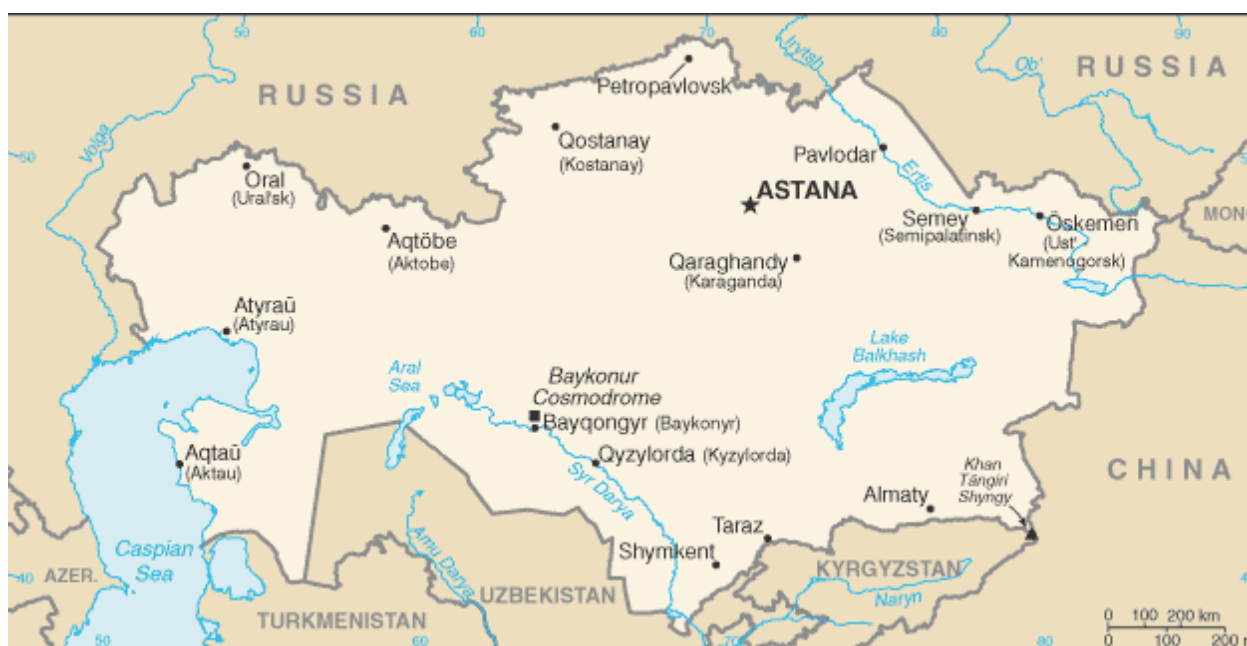 50
60
70
80
90
RUSSIA
RUSSIA
Irytsh
Ob'
Volga
Petropavlovsk
50
Qostanay
(Kostanay)
Pavlodar
Oral
(Ural'sk)
ASTANA
Ertis
Semey
(Semipalatinsk)
Öskemen
(Ust'
Kamenogorsk)
MONG
Aqtöbe
(Aktobe)
Qaraghandy
(Karaganda)
Atyraū
(Atyrau)
Aral
Sea
Lake
Balkhash
Baykonur
Cosmodrome
Bayqongyr (Baykonyr)
Aqtaū
(Aktau)
Qyzylorda (Kyzylorda)
Syr Darya
Khan
Tängiri
Shyngy
CHINA
Almaty
Taraz
Shymkent
Caspian
Sea
Amu Darya
AZER.
40
UZBEKISTAN
KYRGYZSTAN
Naryn
TURKMENISTAN
0 100 200 km
0 100 200
50
60
70
80